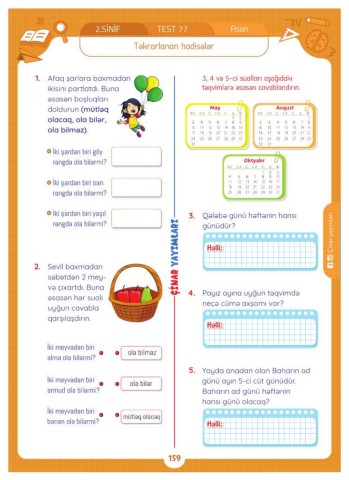 2.SİNİF
TEST 77
Təkrarlanan hadisələr
1. Afaq şarlara baxmadan
ikisini partlatdı. Buna
əsasən boşluqları
doldurun (mütləq
olacaq, ola bilər,
ola bilməz).
İki şardan biri göy
rəngdə ola bilərmi?
İki şardan biri sarı
rəngdə ola bilərmi?
İki şardan biri yaşıl
rəngdə ola bilərmi?
2. Sevil baxmadan
səbətdən 2 mey-
və çıxartdı. Buna
əsasən hər sualı
uyğun cavabla
qarşılaşdırın.
İki meyvədən biri
alma ola bilərmi?
ola bilməz
İki meyvədən biri
armud ola bilərmi?
ola bilər
İki meyvədən biri
banan ola bilərmi?
mütləq olacaq
ÇİNAR YAYIMLARI
3, 4 və 5-ci sualları aşağıdakı
təqvimlərə əsasən cavablandırın.
May
Avqust
Oktyabr
3. Qələbə günü həftənin hansı
günüdür?
Həlli:
4. Payız ayına uyğun təqvimdə
neçə cümə axşamı var?
Həlli:
5. Yayda anadan olan Baharın ad
günü ayın 5-ci cüt günüdür.
Baharın ad günü həftənin
hansı günü olacaq?
Həlli:
Çinar yayımları
159